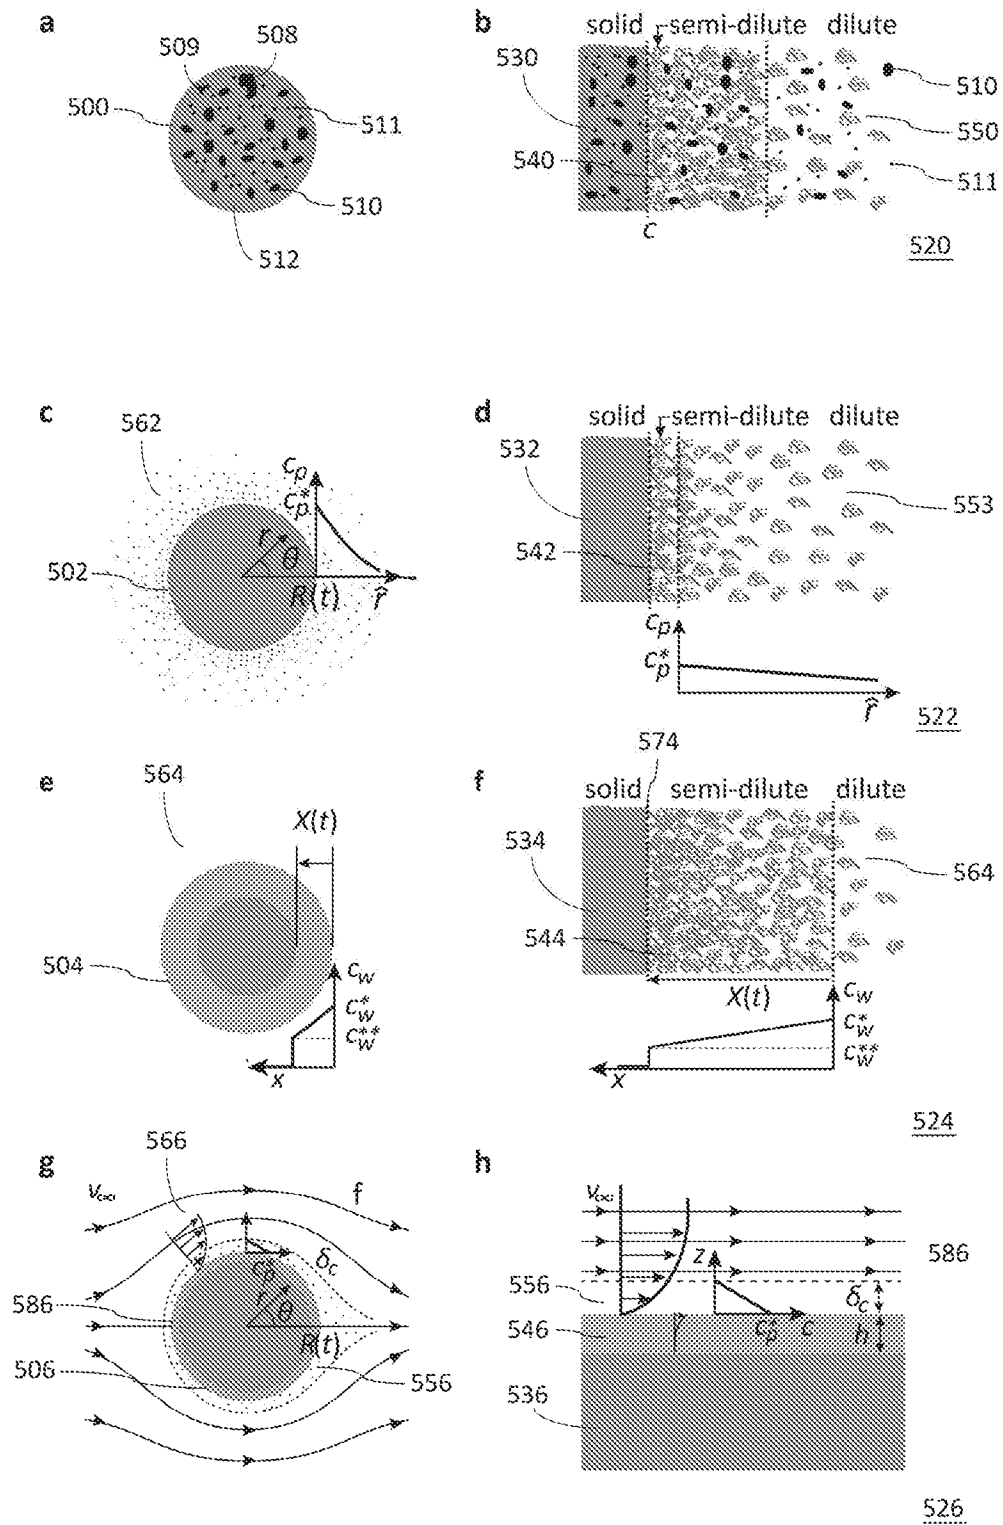 a
509
508
500
511
510
512
b
solid
semi-dilute
dilute
530
540
510
550
511
c
520
c
562
c_p
c_p^*
r
θ
502
R(t)
r̂
d
solid
semi-dilute
dilute
532
542
553
c_p
c_p^*
r̂
522
e
564
X(t)
504
c_w
c_w^*
c_w^**
x
f
574
solid
semi-dilute
dilute
534
544
564
X(t)
c_w
c_w^*
c_w^**
x
524
g
566
v_∞
f
δ_c
c_p^*
r
θ
586
R(t)
506
556
h
v_∞
z
586
556
δ_c
546
c_p^*
c
h
536
526